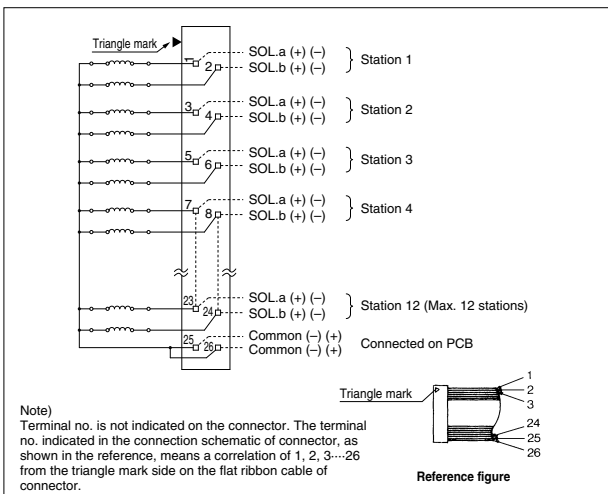 Triangle mark
1 SOL.a (+) (–)
2 SOL.b (+) (–)
Station 1
3 SOL.a (+) (–)
4 SOL.b (+) (–)
Station 2
5 SOL.a (+) (–)
6 SOL.b (+) (–)
Station 3
7 SOL.a (+) (–)
8 SOL.b (+) (–)
Station 4
23 SOL.a (+) (–)
24 SOL.b (+) (–)
Station 12 (Max. 12 stations)
25 Common (–) (+)
26 Common (–) (+)
Connected on PCB
Note)
Terminal no. is not indicated on the connector. The terminal
no. indicated in the connection schematic of connector, as
shown in the reference, means a correlation of 1, 2, 3····26
from the triangle mark side on the flat ribbon cable of
connector.
Triangle mark
1
2
3
24
25
26
Reference figure